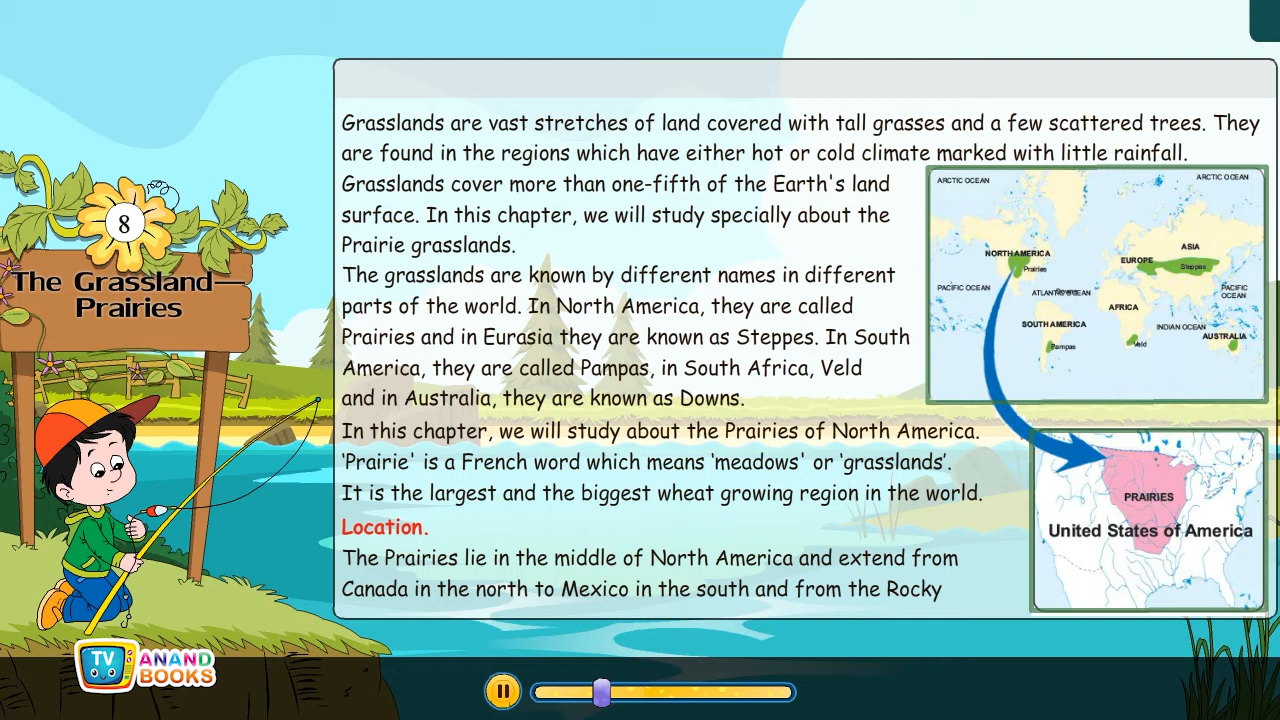 Grasslands are vast stretches of land covered with tall grasses and a few scattered trees. They
are found in the regions which have either hot or cold climate marked with little rainfall.
Grasslands cover more than one-fifth of the Earth's land
surface. In this chapter, we will study specially about the
Prairie grasslands.
The grasslands are known by different names in different
parts of the world. In North America, they are called
Prairies and in Eurasia they are known as Steppes. In South
America, they are called Pampas, in South Africa, Veld
and in Australia, they are known as Downs.
In this chapter, we will study about the Prairies of North America.
‘Prairie' is a French word which means ‘meadows' or ‘grasslands’.
It is the largest and the biggest wheat growing region in the world.
Location.
The Prairies lie in the middle of North America and extend from
Canada in the north to Mexico in the south and from the Rocky
8
The Grassland—
Prairies
ARCTIC OCEAN
ARCTIC OCEAN
NORTH AMERICA
Prairies
EUROPE
ASIA
Steppes
PACIFIC OCEAN
ATLANTIC OCEAN
PACIFIC
OCEAN
AFRICA
SOUTH AMERICA
INDIAN OCEAN
AUSTRALIA
Pampas
Veld
PRAIRIES
United States of America
TV
ANAND
BOOKS